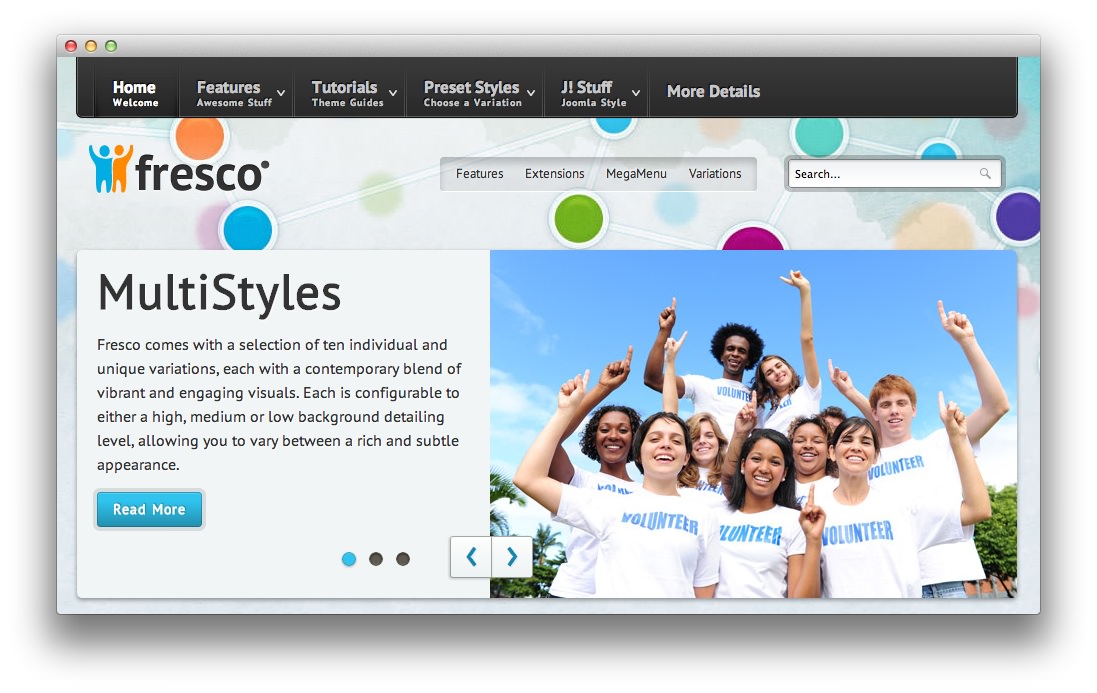 Home
Welcome
Features
Awesome Stuff
Tutorials
Theme Guides
Preset Styles
Choose a Variation
J! Stuff
Joomla Style
More Details
fresco
Features Extensions MegaMenu Variations
Search...
MultiStyles
Fresco comes with a selection of ten individual and
unique variations, each with a contemporary blend of
vibrant and engaging visuals. Each is configurable to
either a high, medium or low background detailing
level, allowing you to vary between a rich and subtle
appearance.
Read More
VOLUNTEER
VOLUNTEER
VOLUNTEER
VOLUNTEER
VOLUNTEER